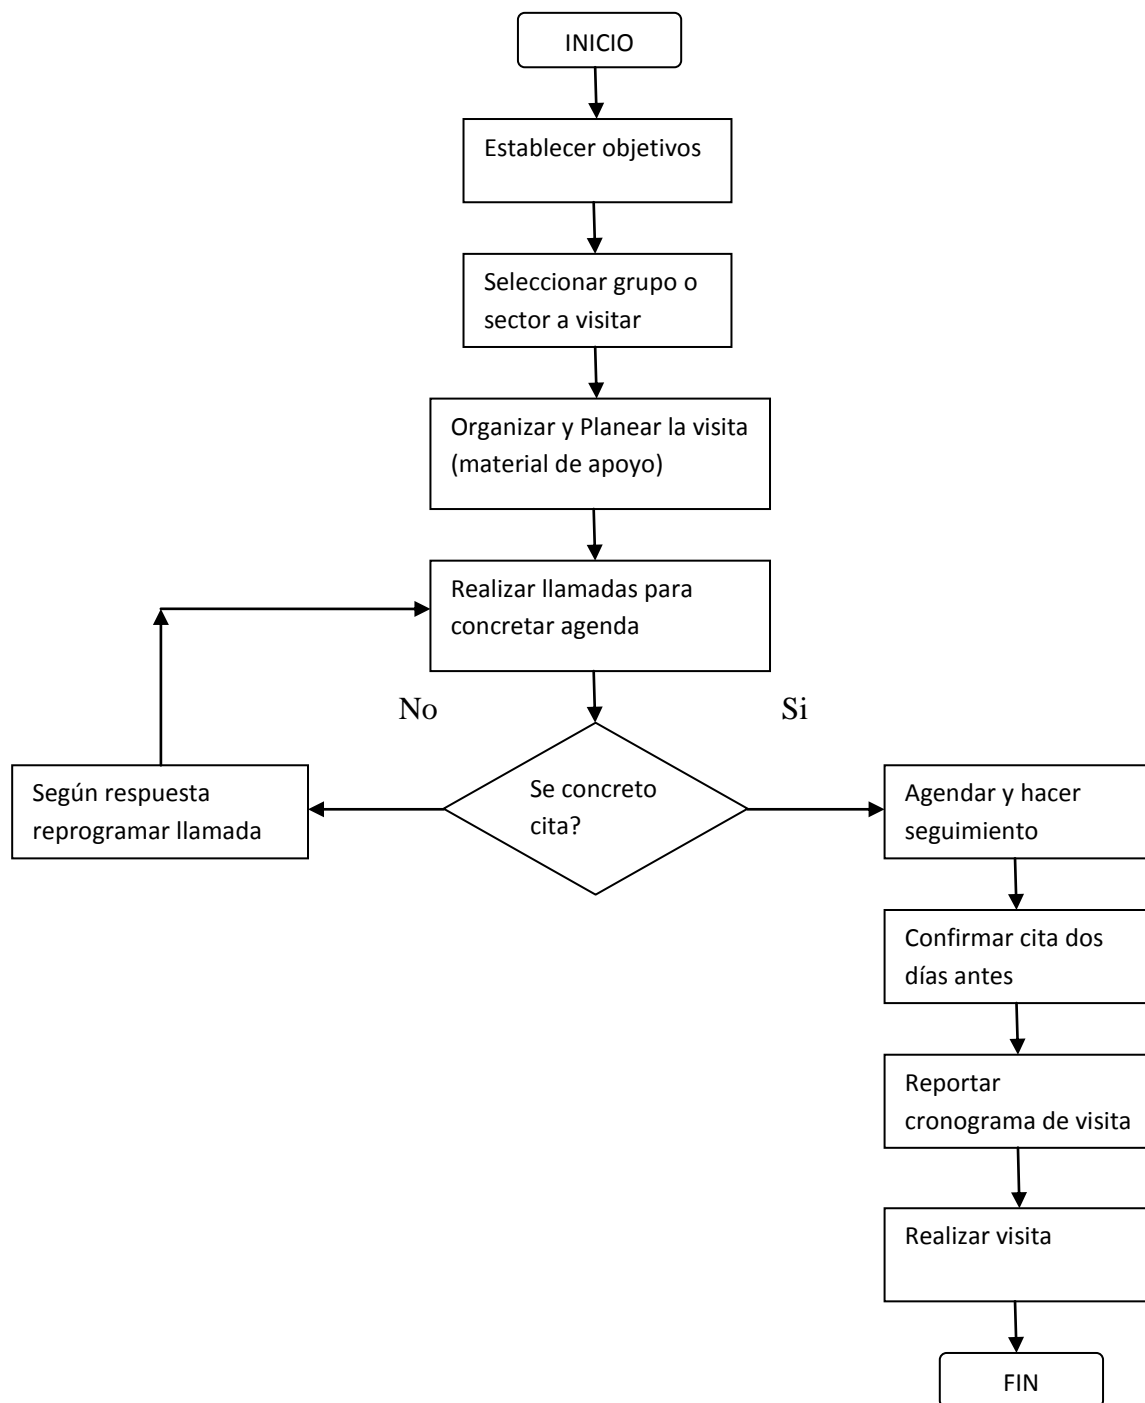 INICIO
Establecer objetivos
Seleccionar grupo o
sector a visitar
Organizar y Planear la visita
(material de apoyo)
Realizar llamadas para
concretar agenda
No
Si
Según respuesta
reprogramar llamada
Se concreto
cita?
Agendar y hacer
seguimiento
Confirmar cita dos
días antes
Reportar
cronograma de visita
Realizar visita
FIN